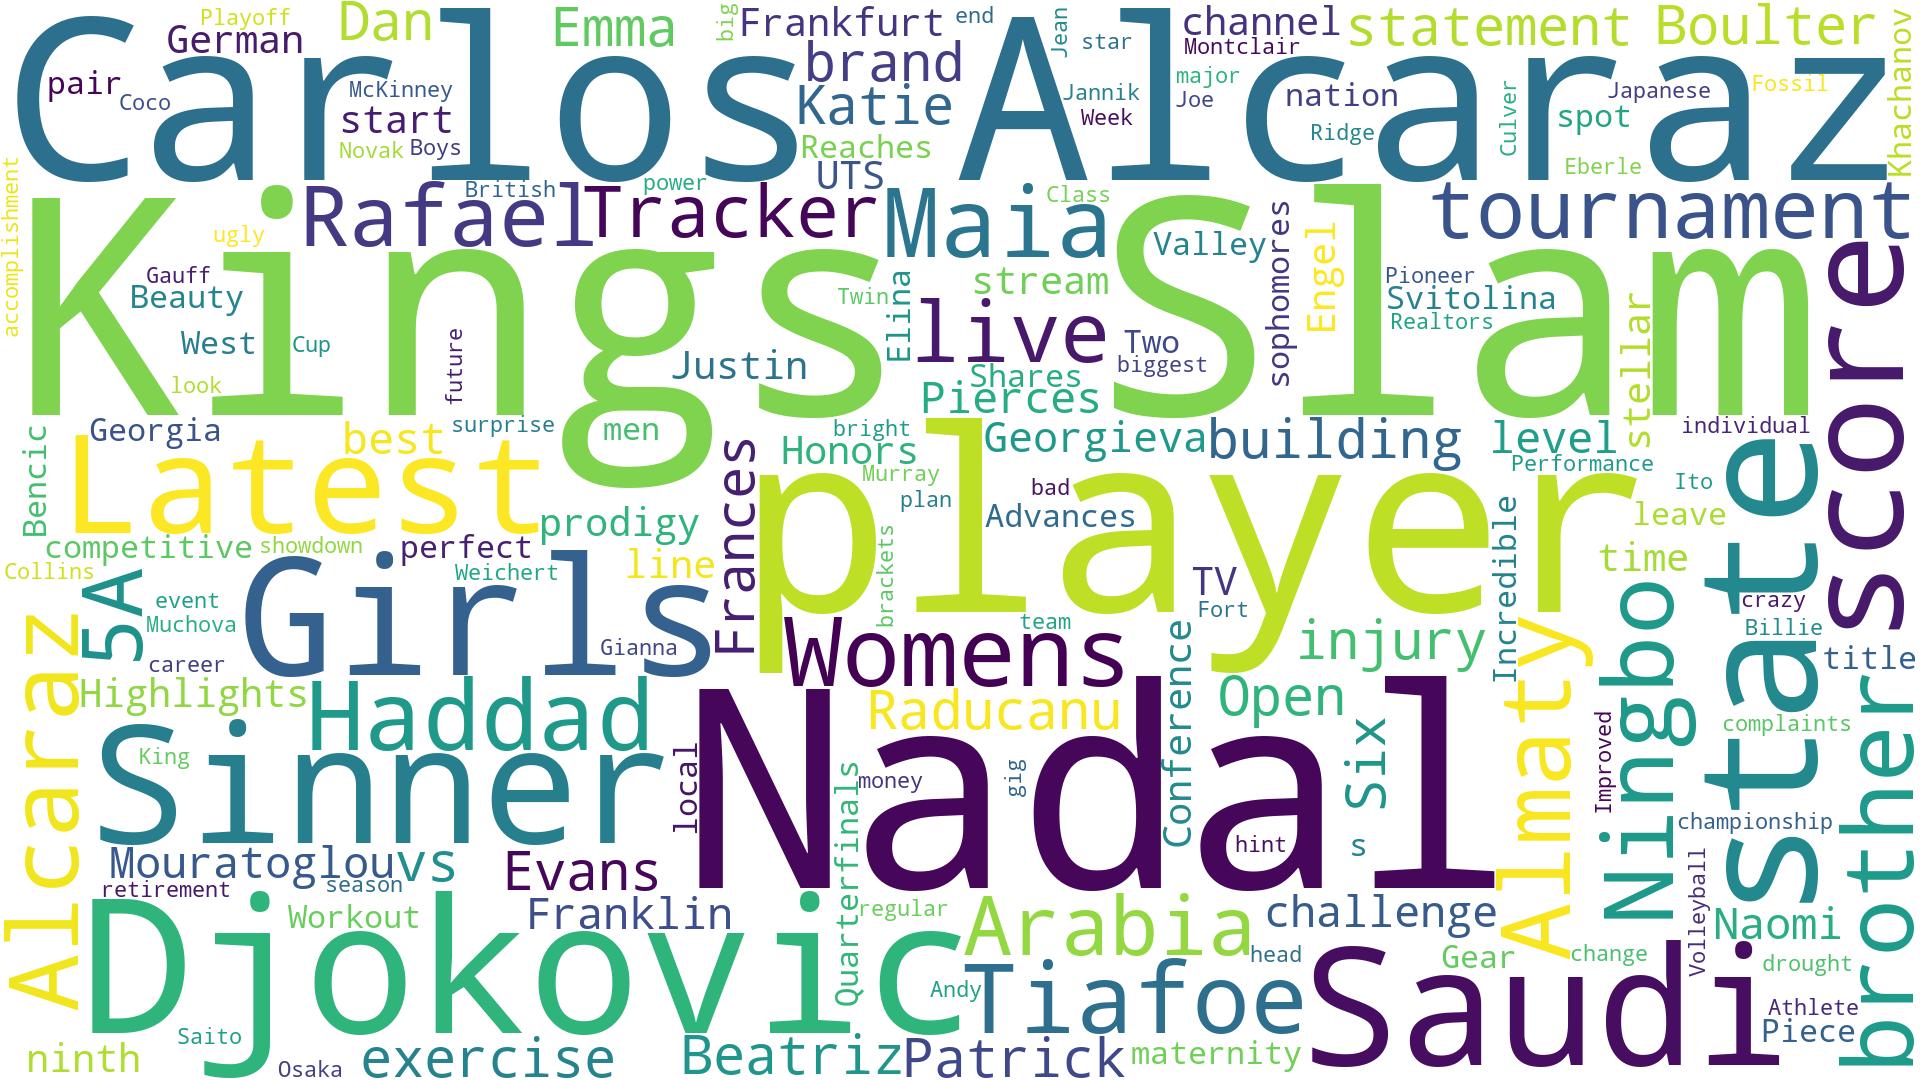 Playoff
German
Dan
Emma
big
Frankfurt
end
Jean
star
channel
Montclair
statement
Boulter
Khachanov
Carlos
Alcaraz
pair
Coco
McKinney
start
Novak
Boys
brand
Katie
Reaches
Jannik
Week
major
Joe
nation
Ridge
Culver
Japanese
spot
Fossil
Eberle
accomplishment
British
power
UTS
Class
Rafael
Tracker
Maia
tournament
Kings
Slam
ugly
Gauff
Beauty
West
Cup
look
future
Twin
Elina
stream
live
Valley
sophomores
Engel
Pioneer
Svitolina
Realtors
stellar
score
Justin
Two
biggest
Shares
Pierces
Georgia
best
surprise
men
Bencic
Latest
Frances
Honors
bright
Georgieva
building
level
individual
Murray
plan
bad
Advances
Performance
Ito
leave
state
player
prodigy
competitive
showdown
perfect
Collins
5A
event
Muchova
career
Weichert
line
Girls
Gianna
brackets
TV
Fort
team
Incredible
time
crazy
Billie
title
Womens
Conference
injury
Almaty
Ningbo
Alcaraz
Highlights
Haddad
Raducanu
Open
Six
Improved
complaints
brother
King
Sinner
local
Nadal
money
gig
hint
s
championship
Quarterfinals
Mouratoglou
vs
Evans
retirement
season
Volleyball
Djokovic
Workout
Franklin
regular
Arabia
challenge
Naomi
head
Gear
change
drought
Andy
Tiafoe
Saudi
Athlete
Piece
Saito
ninth
Osaka
exercise
Beatriz
Patrick
maternity